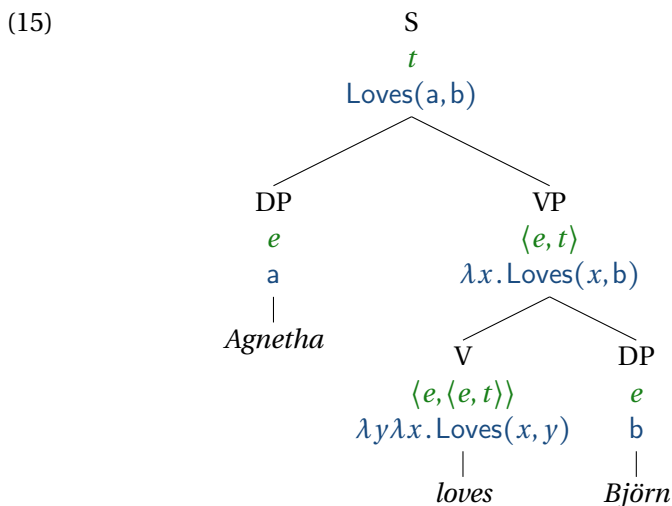 (15) S
t
Loves(a,b)
DP VP
e ⟨e,t⟩
a λx.Loves(x,b)
Agnetha V DP
⟨e,⟨e,t⟩⟩ e
λyλx.Loves(x,y) b
loves Björn